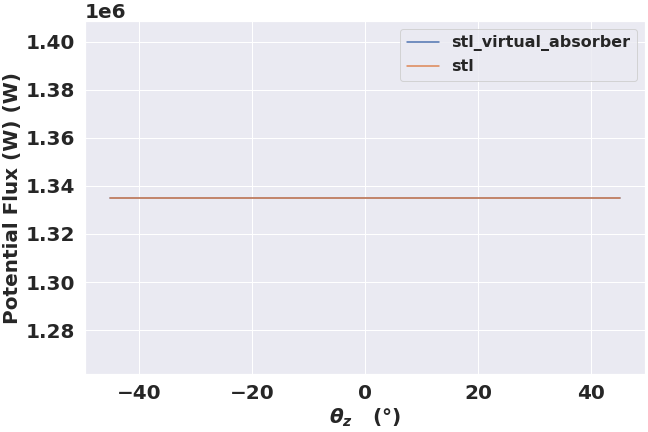 1e6
1.40
1.38
1.36
1.34
1.32
1.30
1.28
Potential Flux (W) (W)
stl_virtual_absorber
stl
−40 −20 0 20 40
θz (°)